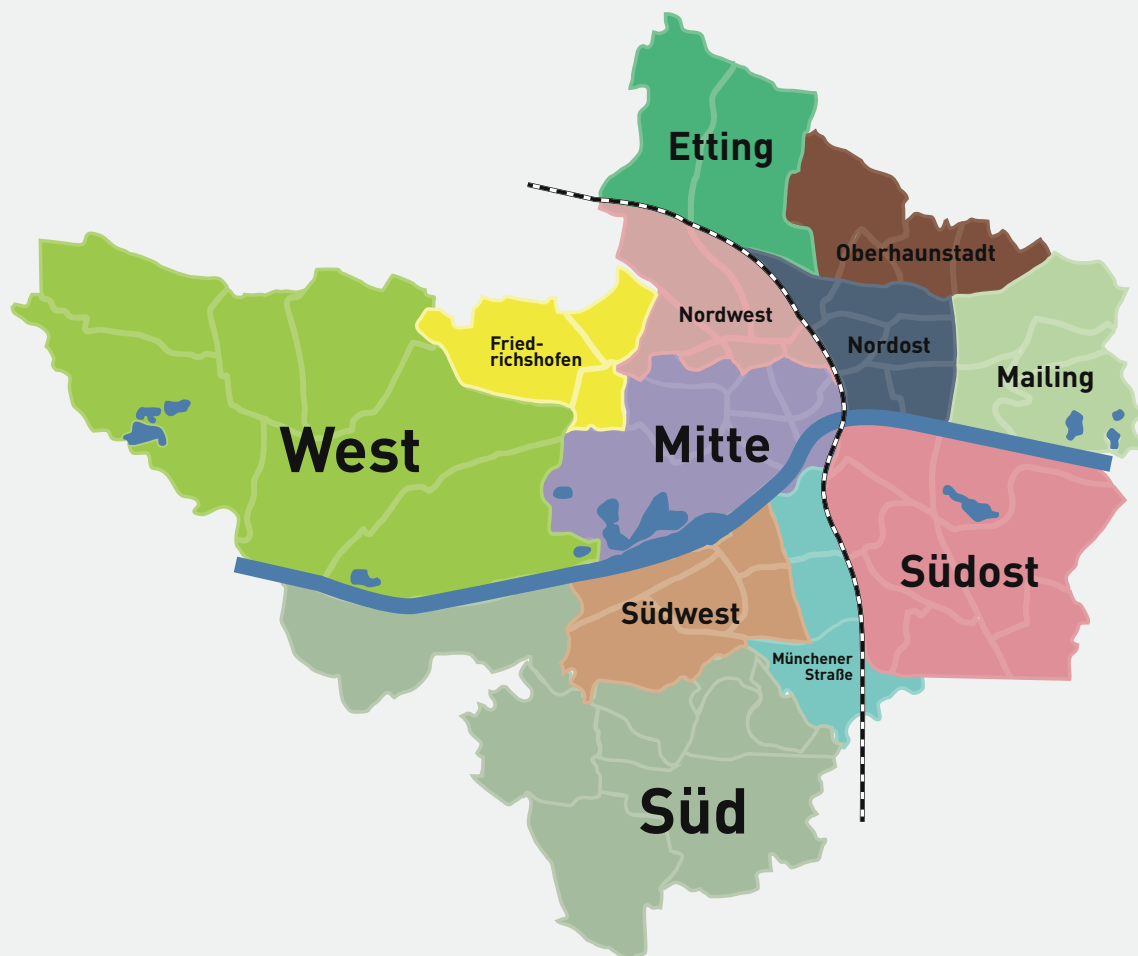 Etting
Oberhaunstadt
Nordwest
Nordost
Fried-
richshofen
Mailing
West
Mitte
Südost
Südwest
Münchener
Straße
Süd